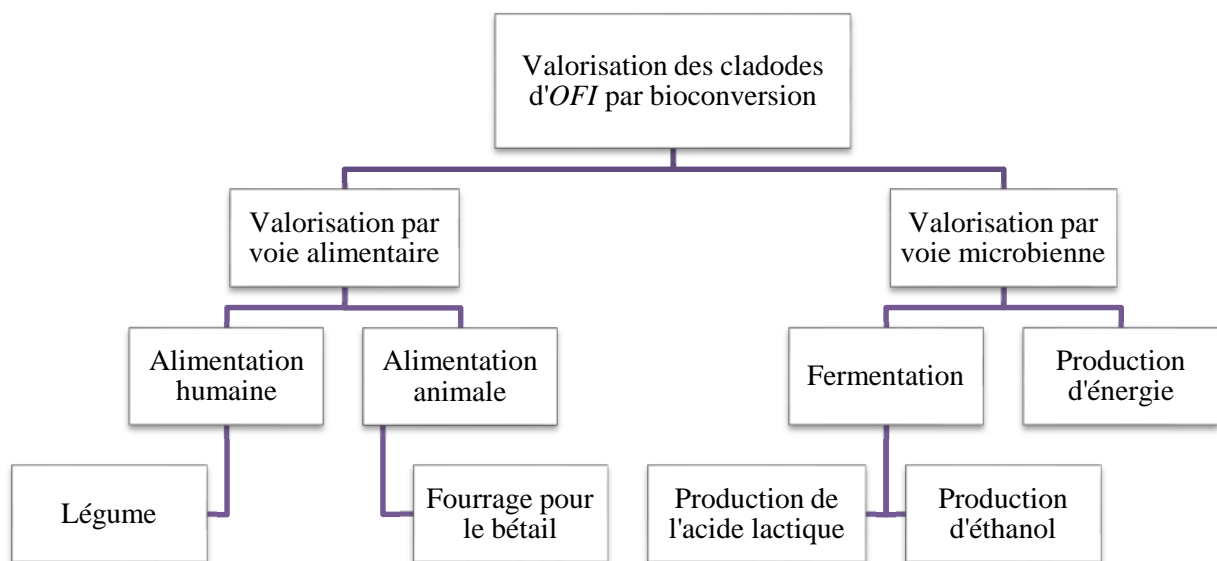 Valorisation des cladodes
d'OFI par bioconversion
Valorisation par
voie alimentaire
Valorisation par
voie microbienne
Alimentation
humaine
Alimentation
animale
Fermentation
Production
d'énergie
Légume
Fourrage pour
le bétail
Production de
l'acide lactique
Production
d'éthanol